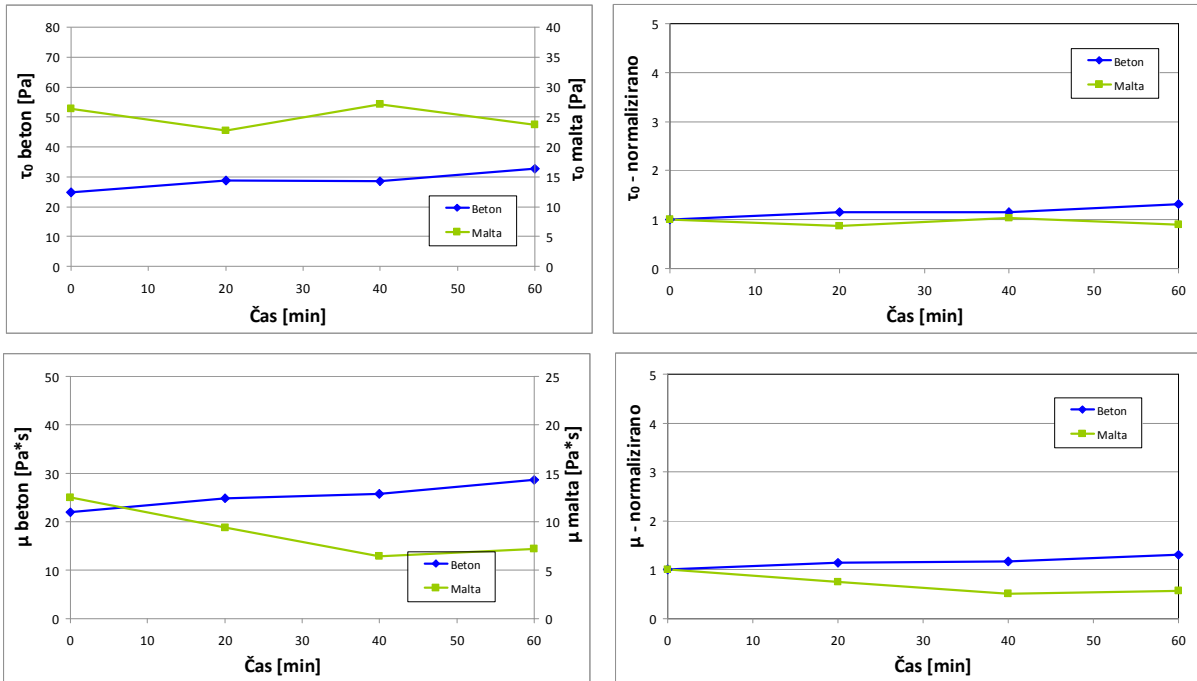 τ₀ beton [Pa]
80
70
60
50
40
30
20
10
0
40
35
30
25
20
15
10
5
0
τ₀ malta [Pa]
Beton
Malta
0 10 20 30 40 50 60
Čas [min]
τ₀ - normalizirano
5
4
3
2
1
0
Beton
Malta
0 10 20 30 40 50 60
Čas [min]
μ beton [Pa*s]
50
40
30
20
10
0
25
20
15
10
5
0
μ malta [Pa*s]
Beton
Malta
0 10 20 30 40 50 60
Čas [min]
μ - normalizirano
5
4
3
2
1
0
Beton
Malta
0 10 20 30 40 50 60
Čas [min]